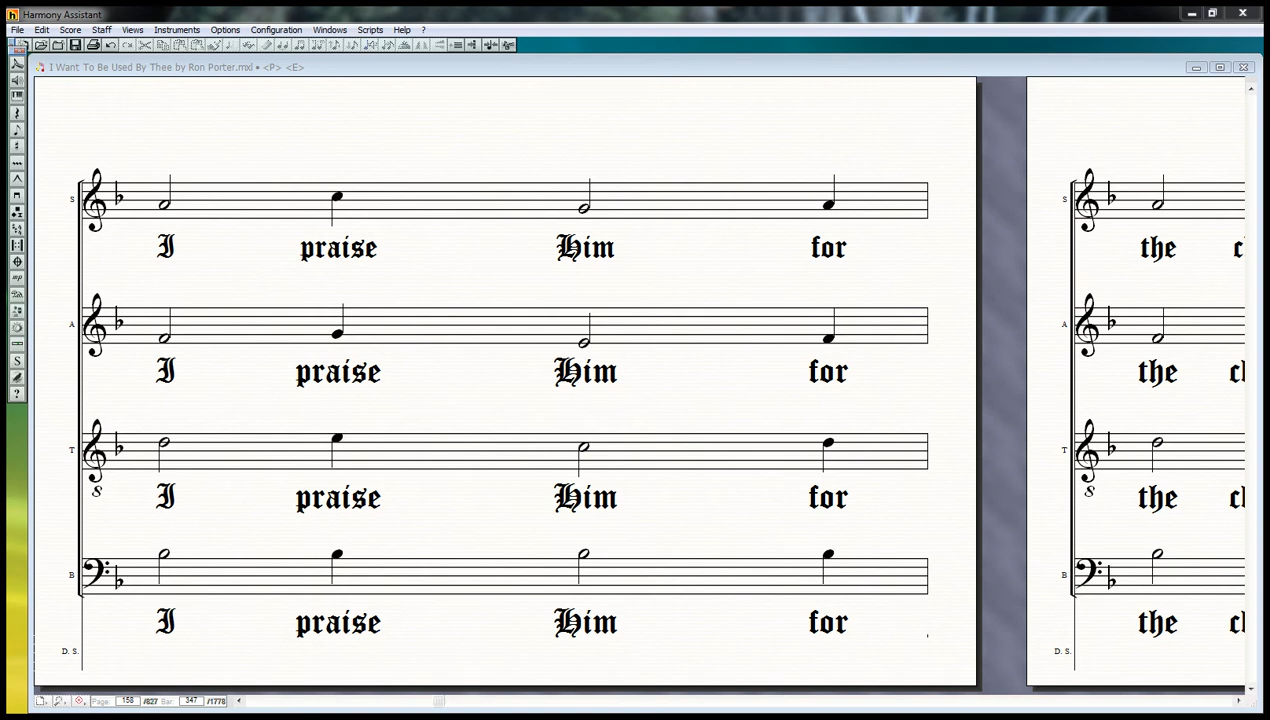 Harmony Assistant
File Edit Score Staff Views Instruments Options Configuration Windows Scripts Help ?
I Want To Be Used By Thee by Ron Porter.mxl • <P> <E>
S S
I praise Him for the
A A
I praise Him for the
T T
8 8
I praise Him for the
B B
I praise Him for the
D. S. D. S.
Page: 158 /827 Bar: 347 /1778